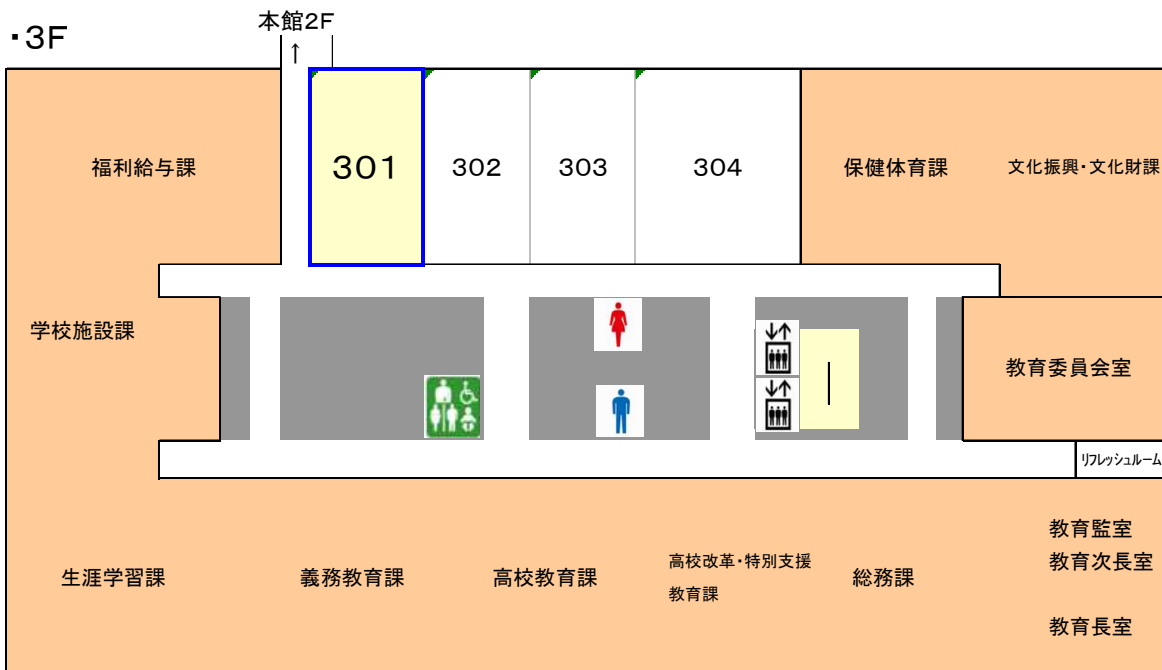 ・3F
本館2F
↑
福利給与課
301
302
303
304
保健体育課
文化振興・文化財課
学校施設課
教育委員会室
リフレッシュルーム
生涯学習課
義務教育課
高校教育課
高校改革・特別支援
教育課
総務課
教育監室
教育次長室
教育長室